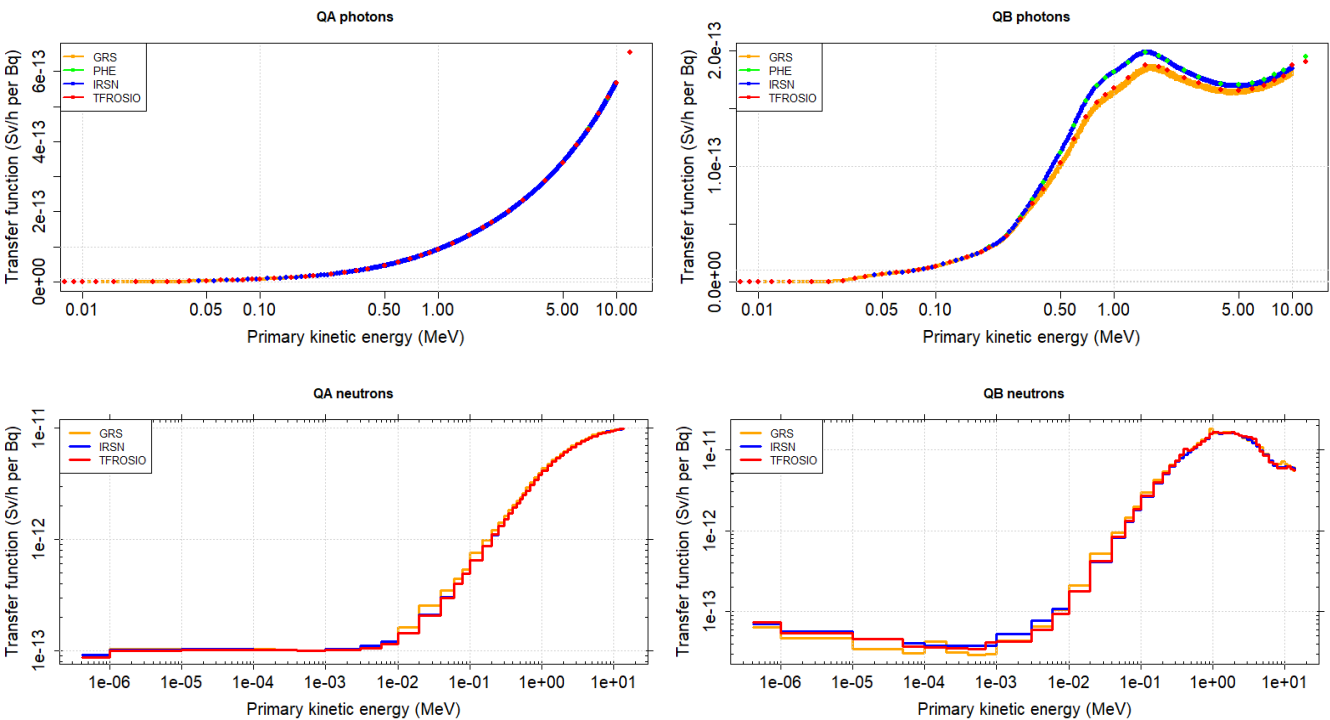 QA photons
GRS
PHE
IRSN
TFROSIO
Transfer function (Sv/h per Bq)
0e+00
2e-13
4e-13
6e-13
0.01
0.05
0.10
0.50
1.00
5.00
10.00
Primary kinetic energy (MeV)
QB photons
GRS
PHE
IRSN
TFROSIO
Transfer function (Sv/h per Bq)
0.0e+00
1.0e-13
2.0e-13
0.01
0.05
0.10
0.50
1.00
5.00
10.00
Primary kinetic energy (MeV)
QA neutrons
GRS
IRSN
TFROSIO
Transfer function (Sv/h per Bq)
1e-13
1e-12
1e-11
1e-06
1e-05
1e-04
1e-03
1e-02
1e-01
1e+00
1e+01
Primary kinetic energy (MeV)
QB neutrons
GRS
IRSN
TFROSIO
Transfer function (Sv/h per Bq)
1e-13
1e-12
1e-11
1e-06
1e-05
1e-04
1e-03
1e-02
1e-01
1e+00
1e+01
Primary kinetic energy (MeV)